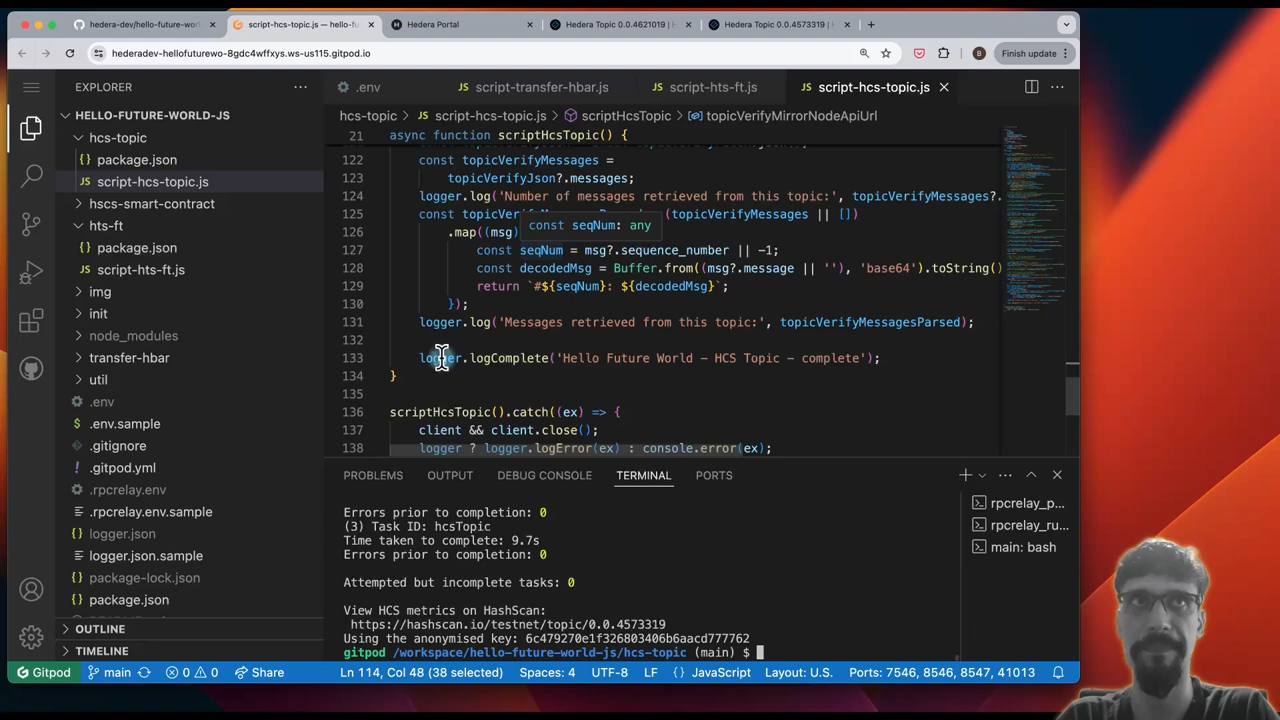 hedera-dev/hello-future-worl
script-hcs-topic.js — hello-fu
Hedera Portal
Hedera Topic 0.0.4621019 | H
Hedera Topic 0.0.4573319 | H
hederadev-hellofuturewo-8gdc4wffxys.ws-us115.gitpod.io
B
Finish update
EXPLORER
HELLO-FUTURE-WORLD-JS
hcs-topic
{} package.json
JS script-hcs-topic.js
hscs-smart-contract
hts-ft
{} package.json
JS script-hts-ft.js
img
init
node_modules
transfer-hbar
util
.env
$ .env.sample
.gitignore
.gitpod.yml
.rpcrelay.env
.rpcrelay.env.sample
logger.json
logger.json.sample
package-lock.json
package.json
OUTLINE
TIMELINE
.env
JS script-transfer-hbar.js
JS script-hts-ft.js
JS script-hcs-topic.js
hcs-topic > JS script-hcs-topic.js > scriptHcsTopic > topicVerifyMirrorNodeApiUrl
21 async function scriptHcsTopic() {
122 const topicVerifyMessages =
123 topicVerifyJson?.messages;
124 logger.log('Number of messages retrieved from this topic:', topicVerifyMessages?.
125 const topicVerifyMessagesParsed = (topicVerifyMessages || [])
const seqNum: any
126 .map((msg)
127 const seqNum = msg?.sequence_number || -1;
128 const decodedMsg = Buffer.from((msg?.message || ''), 'base64').toString()
129 return `#${seqNum}: ${decodedMsg}`;
130 });
131 logger.log('Messages retrieved from this topic:', topicVerifyMessagesParsed);
132
133 logger.logComplete('Hello Future World - HCS Topic - complete');
134 }
135
136 scriptHcsTopic().catch((ex) => {
137 client && client.close();
138 logger ? logger.logError(ex) : console.error(ex);
PROBLEMS OUTPUT DEBUG CONSOLE TERMINAL PORTS
Errors prior to completion: 0
(3) Task ID: hcsTopic
Time taken to complete: 9.7s
Errors prior to completion: 0
Attempted but incomplete tasks: 0
View HCS metrics on HashScan:
https://hashscan.io/testnet/topic/0.0.4573319
Using the anonymised key: 6c479270e1f326803406b6aacd777762
gitpod /workspace/hello-future-world-js/hcs-topic (main) $
rpcrelay_p...
rpcrelay_ru...
main: bash
Gitpod main 0 0 Share Ln 114, Col 48 (38 selected) Spaces: 4 UTF-8 LF {} JavaScript Layout: U.S. Ports: 7546, 8546, 8547, 41013